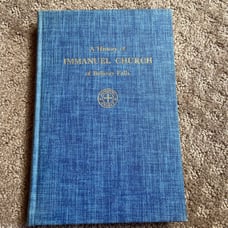 A History of
IMMANUEL CHURCH
of Bellows Falls